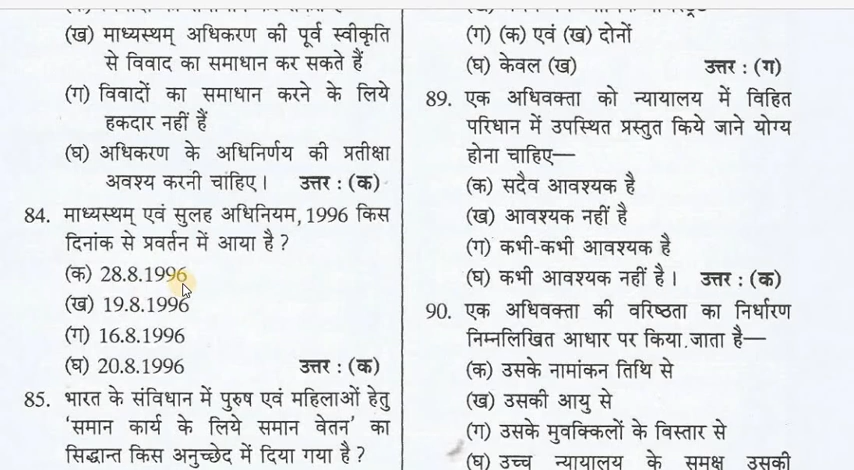 (ख) माध्यस्थम् अधिकरण की पूर्व स्वीकृति
से विवाद का समाधान कर सकते हैं
(ग) विवादों का समाधान करने के लिये
हकदार नहीं हैं
(घ) अधिकरण के अधिनिर्णय की प्रतीक्षा
अवश्य करनी चांहिए। उत्तर : (क)
84. माध्यस्थम् एवं सुलह अधिनियम, 1996 किस
दिनांक से प्रवर्तन में आया है ?
(क) 28.8.1996
(ख) 19.8.1996
(ग) 16.8.1996
(घ) 20.8.1996 उत्तर : (क)
85. भारत के संविधान में पुरुष एवं महिलाओं हेतु
‘समान कार्य के लिये समान वेतन’ का
सिद्धान्त किस अनुच्छेद में दिया गया है ?
(ग) (क) एवं (ख) दोनों
(घ) केवल (ख) उत्तर : (ग)
89. एक अधिवक्ता को न्यायालय में विहित
परिधान में उपस्थित प्रस्तुत किये जाने योग्य
होना चाहिए—
(क) सदैव आवश्यक है
(ख) आवश्यक नहीं है
(ग) कभी-कभी आवश्यक है
(घ) कभी आवश्यक नहीं है। उत्तर : (क)
90. एक अधिवक्ता की वरिष्ठता का निर्धारण
निम्नलिखित आधार पर किया जाता है—
(क) उसके नामांकन तिथि से
(ख) उसकी आयु से
(ग) उसके मुवक्किलों के विस्तार से
(घ) उच्च न्यायालय के समक्ष उसकी